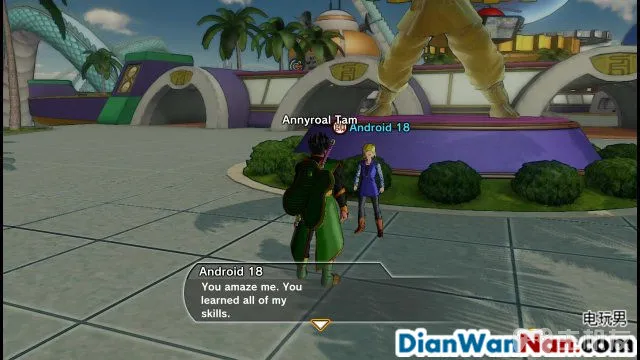 Annyroal Tam
Android 18
Android 18
You amaze me. You
learned all of my
skills.
电玩男
DianWanNan.com